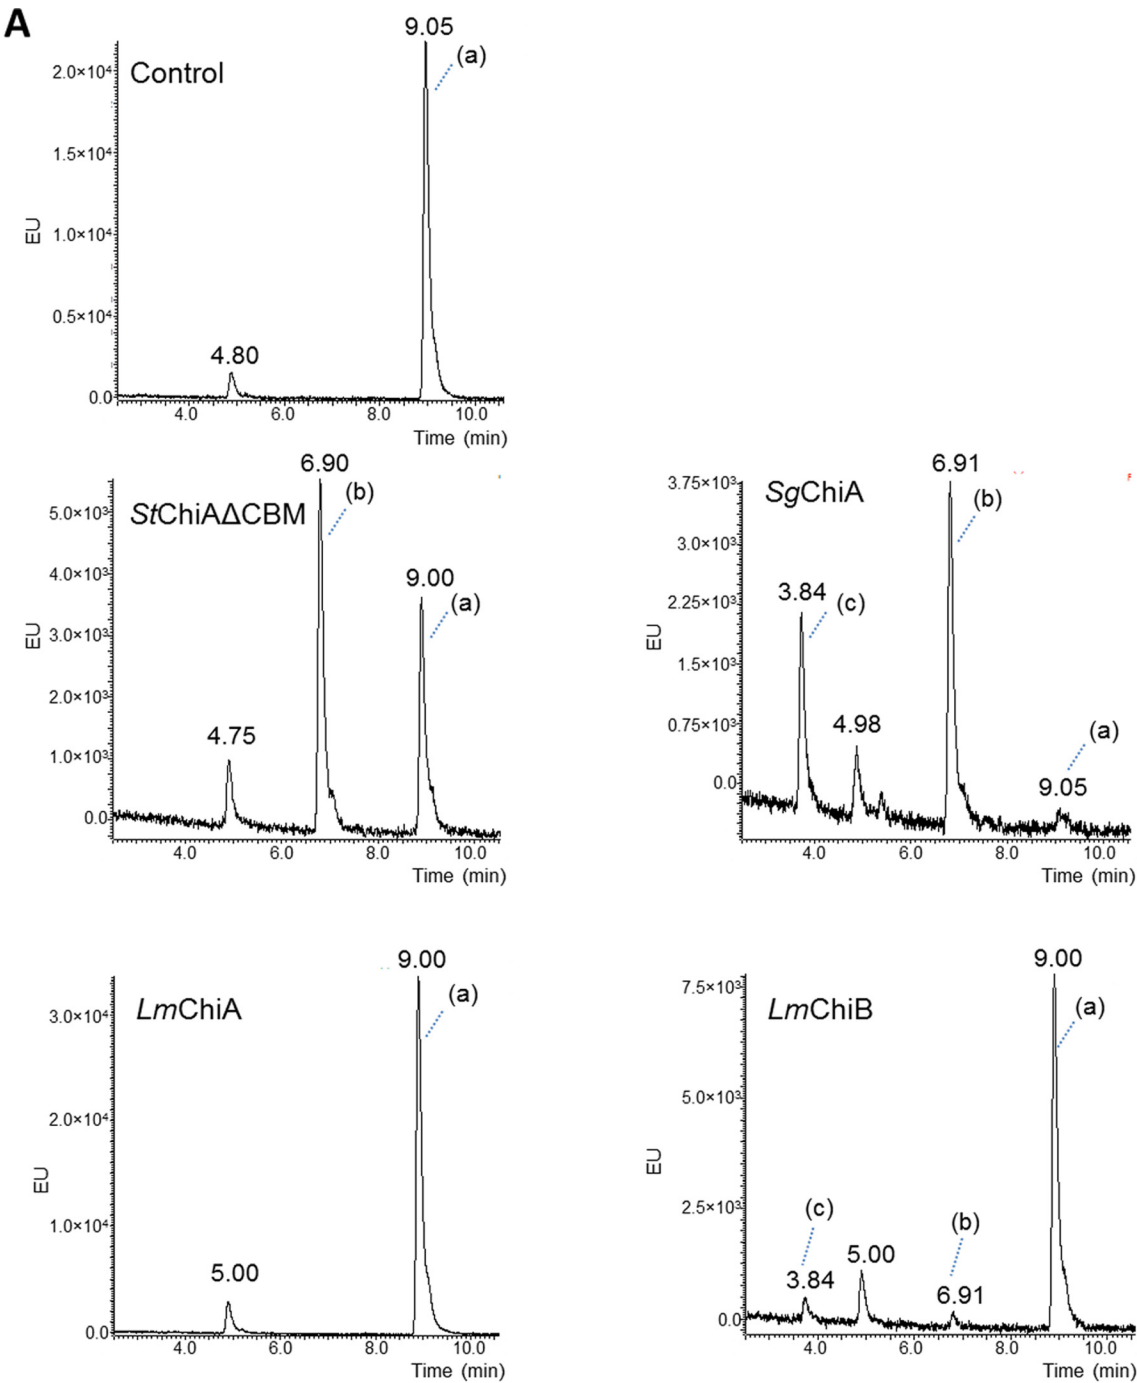 A
Control
9.05
(a)
4.80
2.0×10⁴
1.5×10⁴
1.0×10⁴
0.5×10⁴
0.0
EU
4.0 6.0 8.0 10.0
Time (min)
StChiAΔCBM
6.90
(b)
9.00
(a)
4.75
5.0×10³
4.0×10³
3.0×10³
2.0×10³
1.0×10³
0.0
EU
4.0 6.0 8.0 10.0
Time (min)
SgChiA
6.91
(b)
3.84
(c)
4.98
(a)
9.05
3.75×10³
3.0×10³
2.25×10³
1.5×10³
0.75×10³
0.0
EU
4.0 6.0 8.0 10.0
Time (min)
LmChiA
9.00
(a)
5.00
3.0×10⁴
2.0×10⁴
1.0×10⁴
0.0
EU
4.0 6.0 8.0 10.0
Time (min)
LmChiB
9.00
(a)
(c)
3.84
5.00
(b)
6.91
7.5×10³
5.0×10³
2.5×10³
0.0
EU
4.0 6.0 8.0 10.0
Time (min)